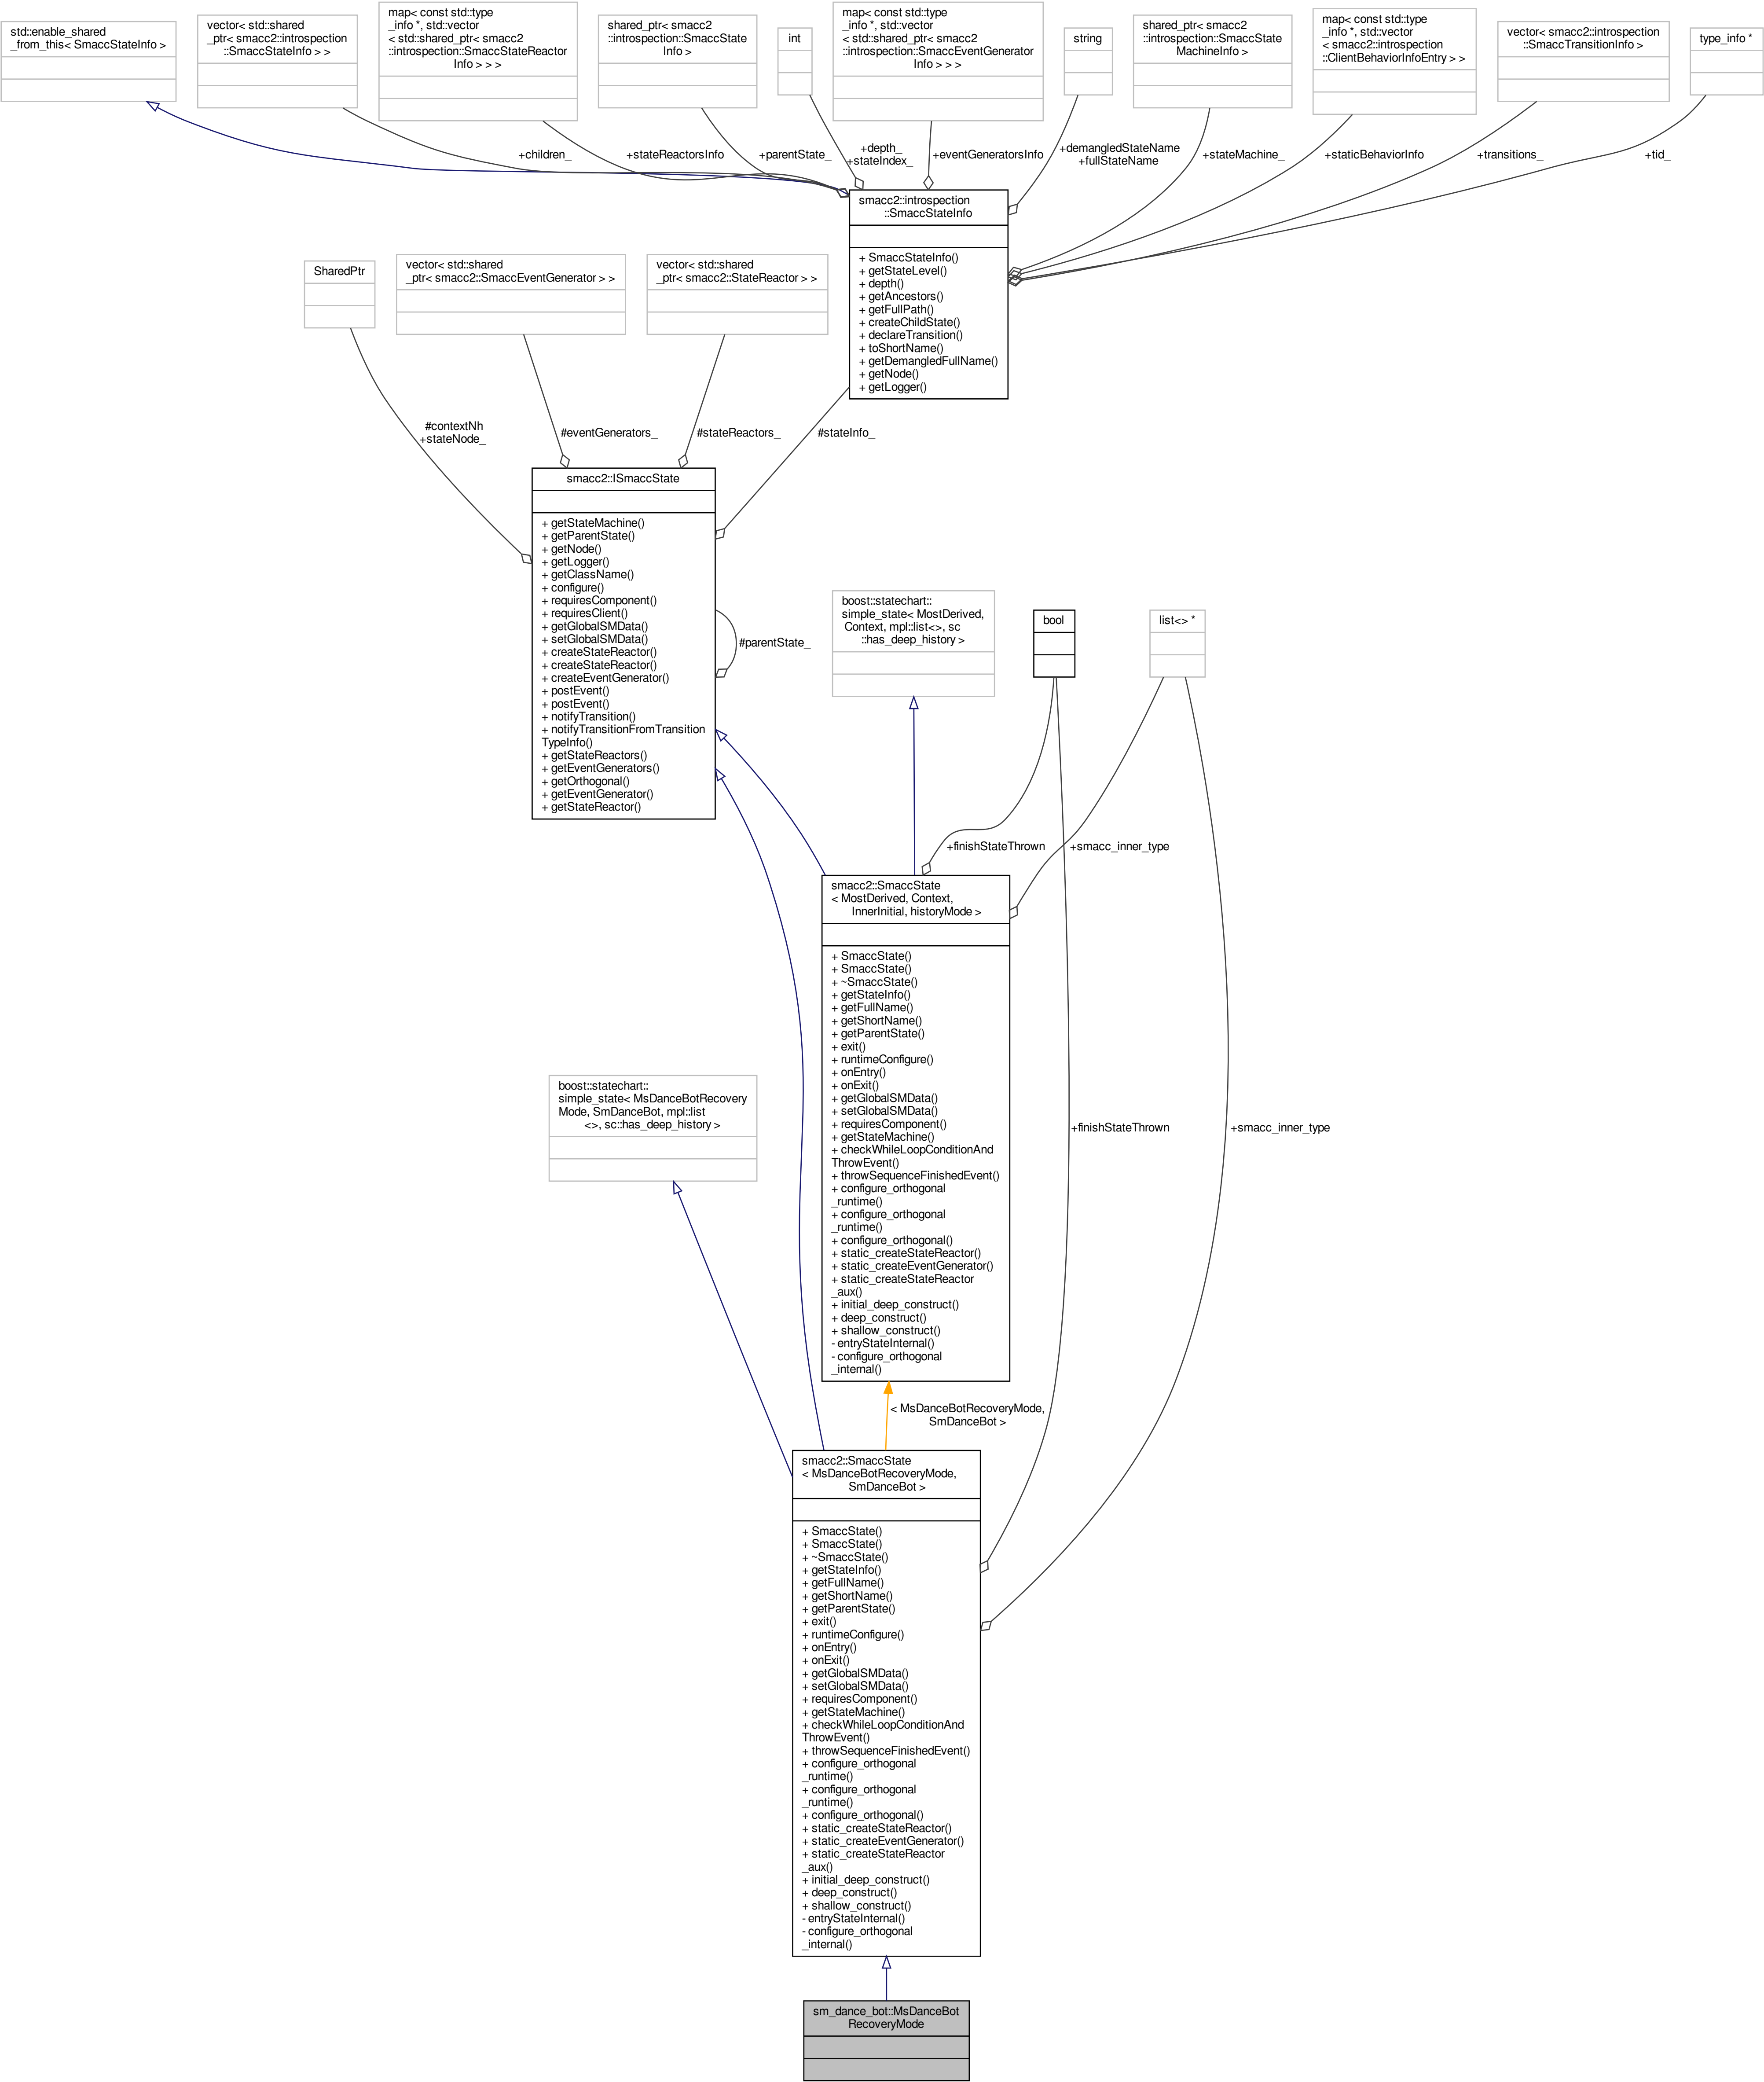 std::enable_shared
_from_this< SmaccStateInfo >
vector< std::shared
_ptr< smacc2::introspection
::SmaccStateInfo > >
map< const std::type
_info *, std::vector
< std::shared_ptr< smacc2
::introspection::SmaccStateReactor
Info > > >
shared_ptr< smacc2
::introspection::SmaccState
Info >
int
map< const std::type
_info *, std::vector
< std::shared_ptr< smacc2
::introspection::SmaccEventGenerator
Info > > >
string
shared_ptr< smacc2
::introspection::SmaccState
MachineInfo >
map< const std::type
_info *, std::vector
< smacc2::introspection
::ClientBehaviorInfoEntry > >
vector< smacc2::introspection
::SmaccTransitionInfo >
type_info *
+children_
+stateReactorsInfo
+parentState_
+depth_
+stateIndex_
+eventGeneratorsInfo
+demangledStateName
+fullStateName
+stateMachine_
+staticBehaviorInfo
+transitions_
+tid_
smacc2::introspection
::SmaccStateInfo
+ SmaccStateInfo()
+ getStateLevel()
+ depth()
+ getAncestors()
+ getFullPath()
+ createChildState()
+ declareTransition()
+ toShortName()
+ getDemangledFullName()
+ getNode()
+ getLogger()
SharedPtr
vector< std::shared
_ptr< smacc2::SmaccEventGenerator > >
vector< std::shared
_ptr< smacc2::StateReactor > >
#contextNh
+stateNode_
#eventGenerators_
#stateReactors_
#stateInfo_
smacc2::ISmaccState
+ getStateMachine()
+ getParentState()
+ getNode()
+ getLogger()
+ getClassName()
+ configure()
+ requiresComponent()
+ requiresClient()
+ getGlobalSMData()
+ setGlobalSMData()
+ createStateReactor()
+ createStateReactor()
+ createEventGenerator()
+ postEvent()
+ postEvent()
+ notifyTransition()
+ notifyTransitionFromTransition
TypeInfo()
+ getStateReactors()
+ getEventGenerators()
+ getOrthogonal()
+ getEventGenerator()
+ getStateReactor()
#parentState_
boost::statechart::
simple_state< MostDerived,
Context, mpl::list<>, sc
::has_deep_history >
bool
list<> *
+finishStateThrown
+smacc_inner_type
smacc2::SmaccState
< MostDerived, Context,
InnerInitial, historyMode >
+ SmaccState()
+ SmaccState()
+ ~SmaccState()
+ getStateInfo()
+ getFullName()
+ getShortName()
+ getParentState()
+ exit()
+ runtimeConfigure()
+ onEntry()
+ onExit()
+ getGlobalSMData()
+ setGlobalSMData()
+ requiresComponent()
+ getStateMachine()
+ checkWhileLoopConditionAnd
ThrowEvent()
+ throwSequenceFinishedEvent()
+ configure_orthogonal
_runtime()
+ configure_orthogonal
_runtime()
+ configure_orthogonal()
+ static_createStateReactor()
+ static_createEventGenerator()
+ static_createStateReactor
_aux()
+ initial_deep_construct()
+ deep_construct()
+ shallow_construct()
- entryStateInternal()
- configure_orthogonal
_internal()
boost::statechart::
simple_state< MsDanceBotRecovery
Mode, SmDanceBot, mpl::list
<>, sc::has_deep_history >
+finishStateThrown
+smacc_inner_type
< MsDanceBotRecoveryMode,
SmDanceBot >
smacc2::SmaccState
< MsDanceBotRecoveryMode,
SmDanceBot >
+ SmaccState()
+ SmaccState()
+ ~SmaccState()
+ getStateInfo()
+ getFullName()
+ getShortName()
+ getParentState()
+ exit()
+ runtimeConfigure()
+ onEntry()
+ onExit()
+ getGlobalSMData()
+ setGlobalSMData()
+ requiresComponent()
+ getStateMachine()
+ checkWhileLoopConditionAnd
ThrowEvent()
+ throwSequenceFinishedEvent()
+ configure_orthogonal
_runtime()
+ configure_orthogonal
_runtime()
+ configure_orthogonal()
+ static_createStateReactor()
+ static_createEventGenerator()
+ static_createStateReactor
_aux()
+ initial_deep_construct()
+ deep_construct()
+ shallow_construct()
- entryStateInternal()
- configure_orthogonal
_internal()
sm_dance_bot::MsDanceBot
RecoveryMode